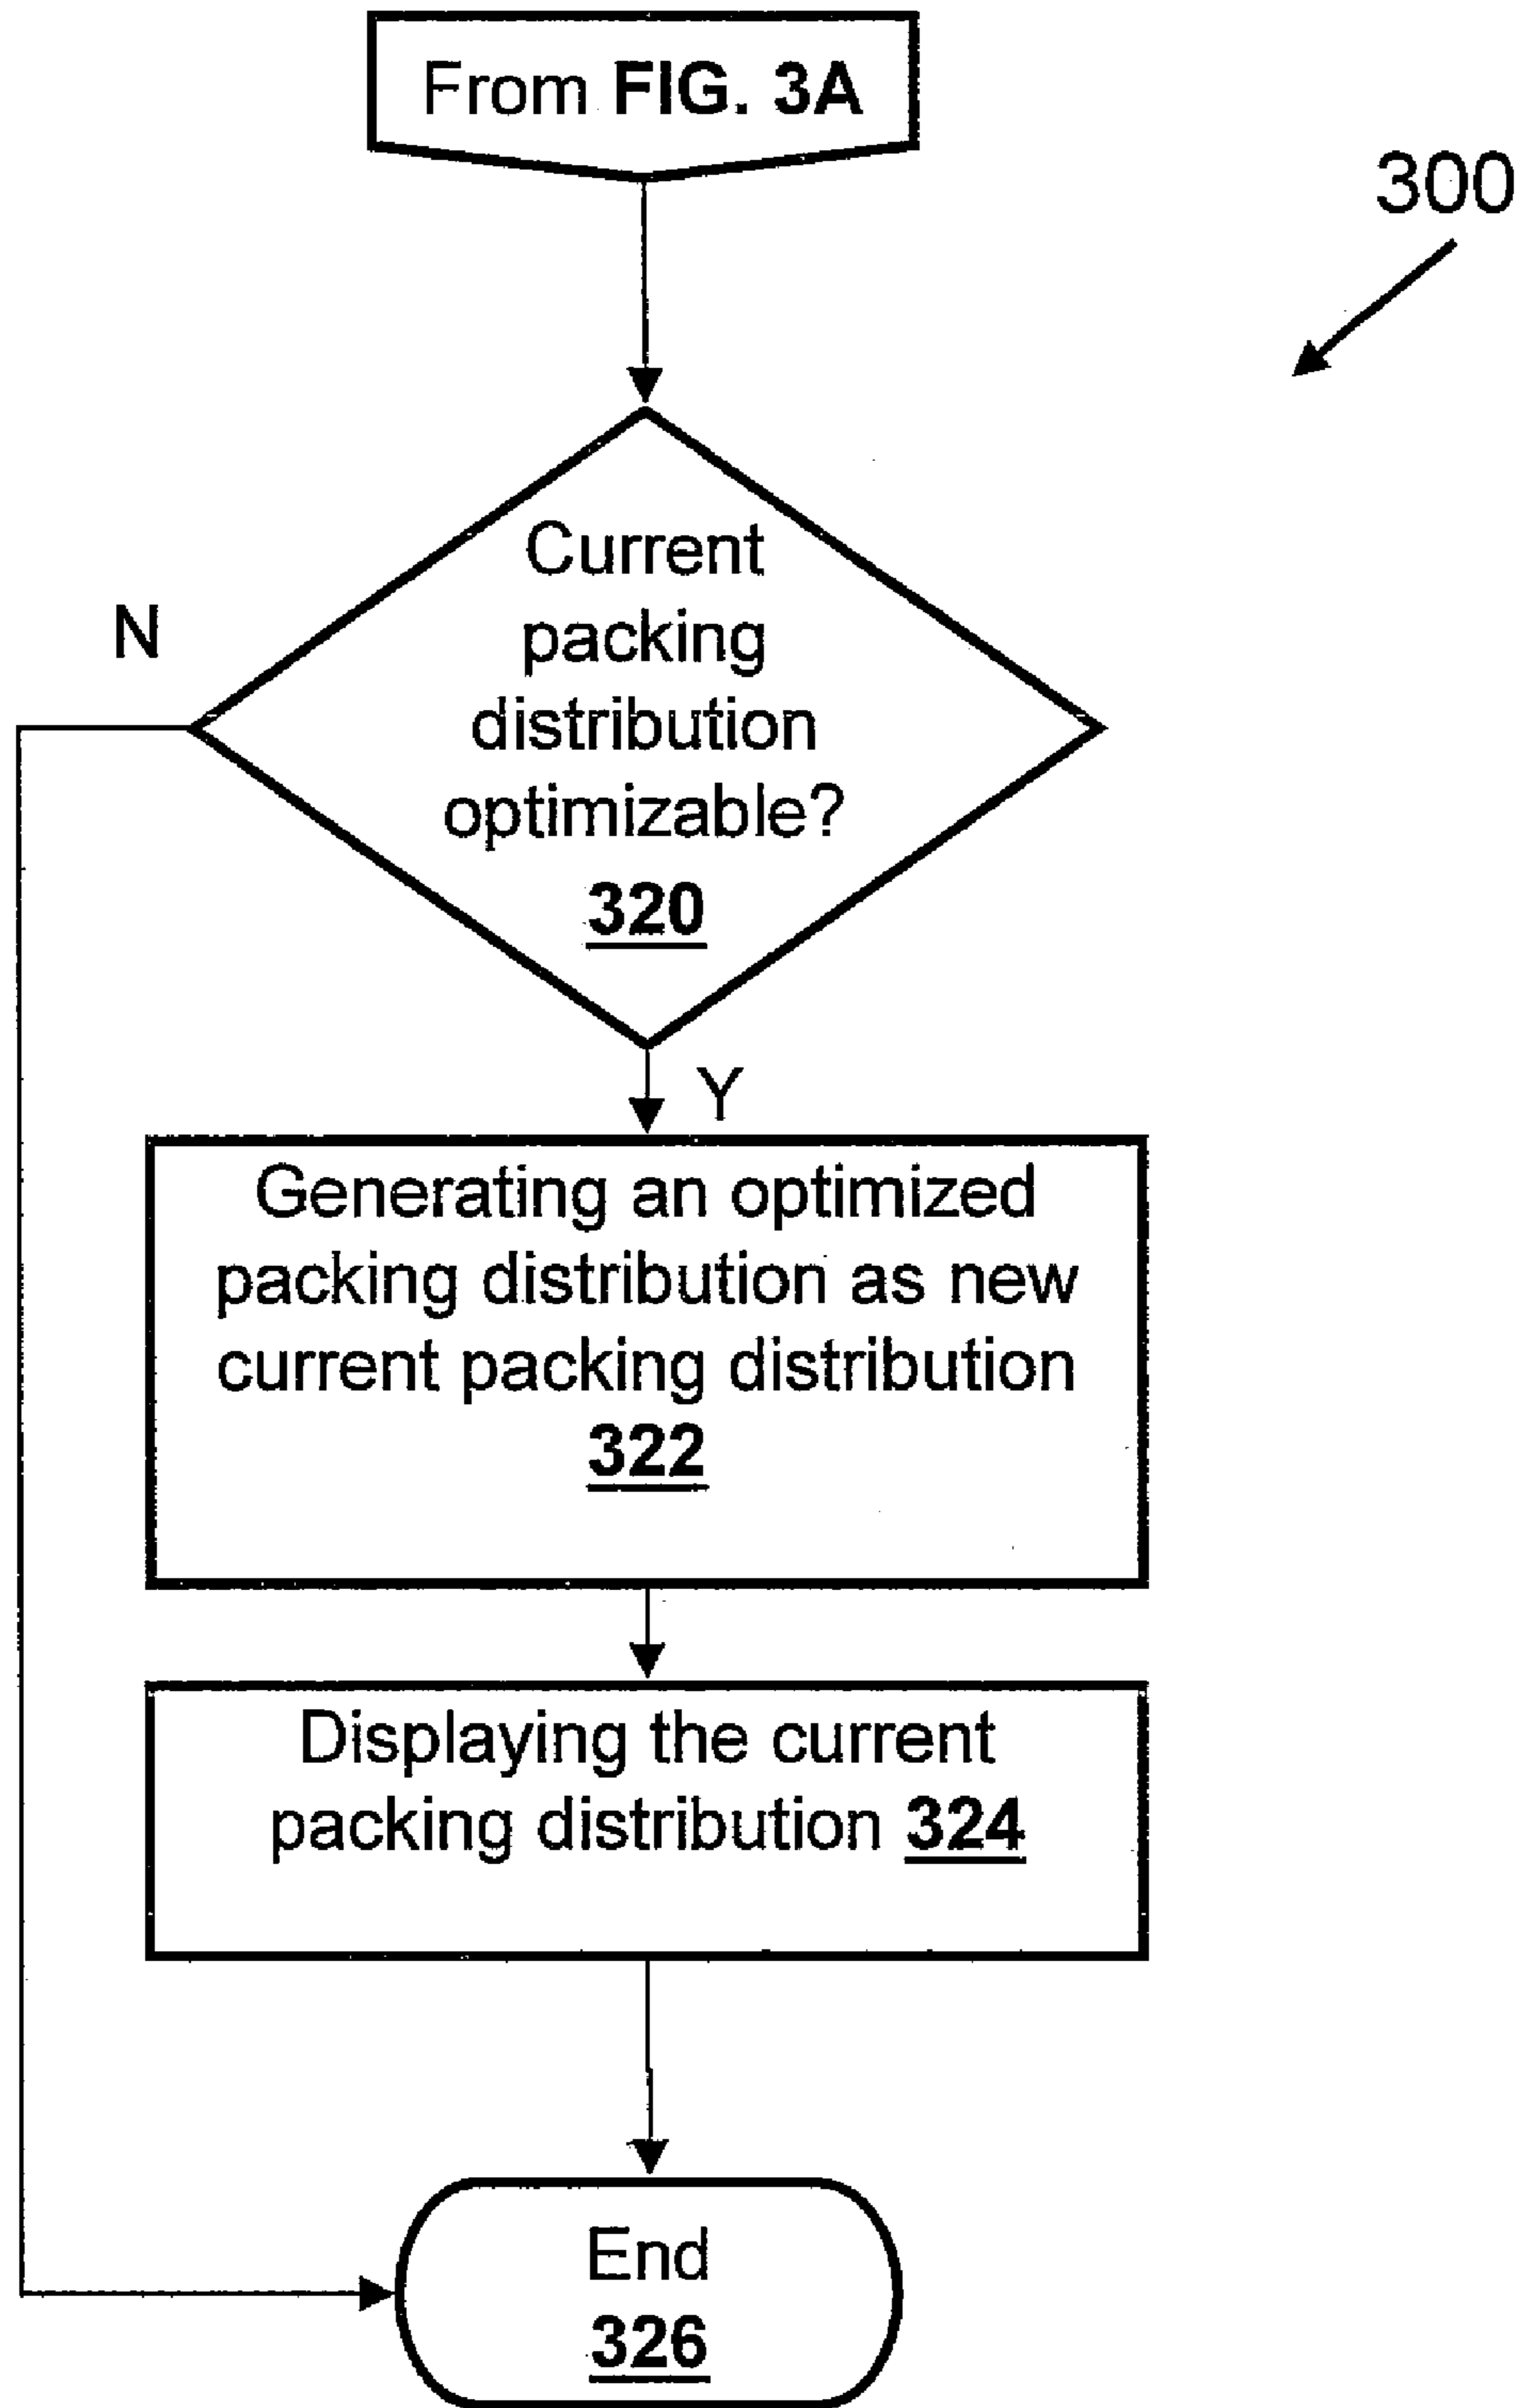 From FIG. 3A
300
Current
packing
distribution
optimizable?
320
N
Y
Generating an optimized
packing distribution as new
current packing distribution
322
Displaying the current
packing distribution 324
End
326